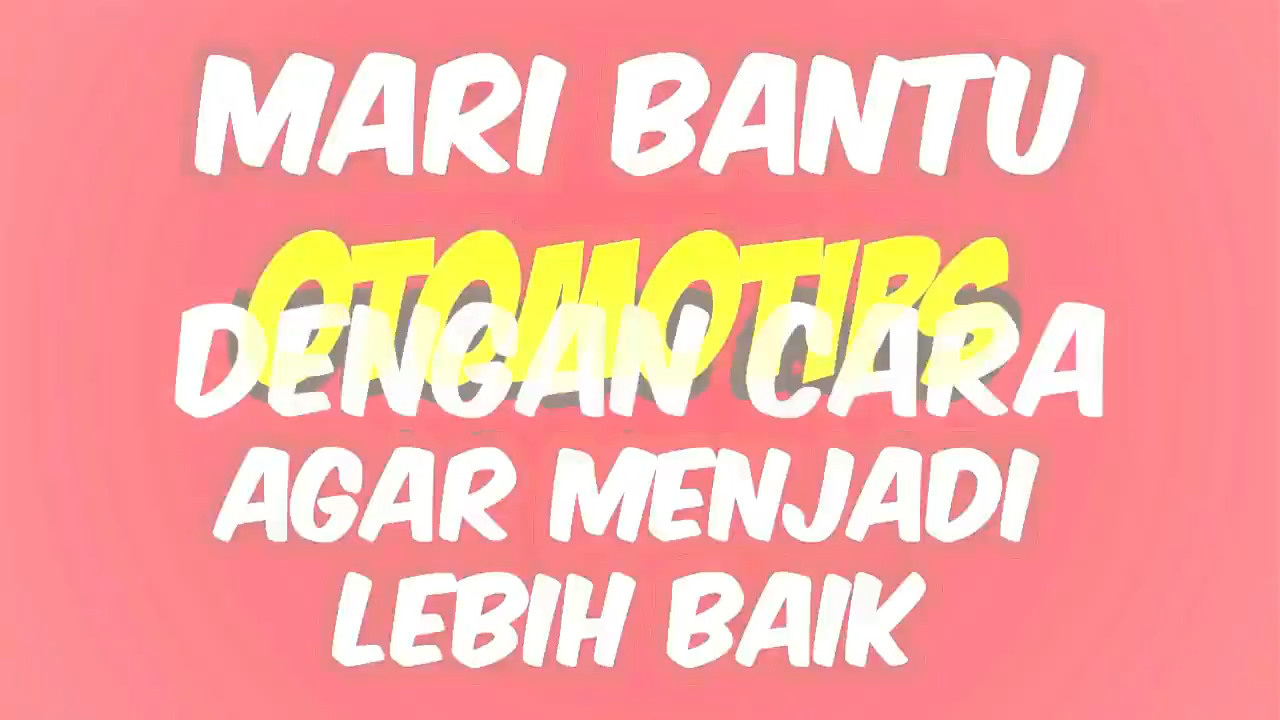 MARI BANTU
OTOMOTIPS
DENGAN CARA
AGAR MENJADI
LEBIH BAIK